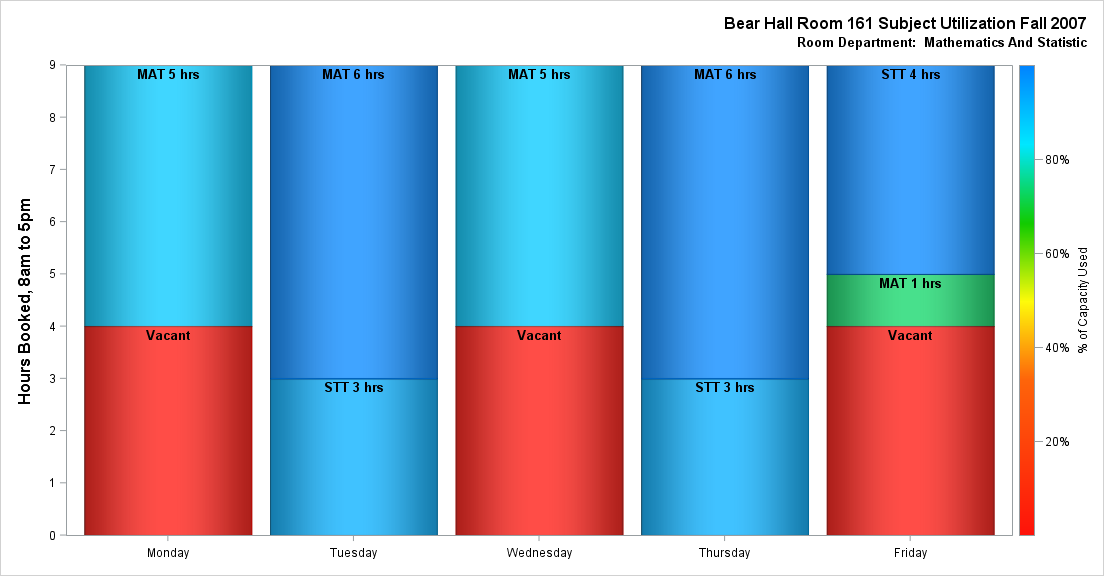 Bear Hall Room 161 Subject Utilization Fall 2007
Room Department:  Mathematics And Statistic
Hours Booked, 8am to 5pm
9
8
7
6
5
4
3
2
1
0
MAT 5 hrs
Vacant
MAT 6 hrs
STT 3 hrs
MAT 5 hrs
Vacant
MAT 6 hrs
STT 3 hrs
STT 4 hrs
MAT 1 hrs
Vacant
Monday
Tuesday
Wednesday
Thursday
Friday
80%
60%
40%
20%
% of Capacity Used